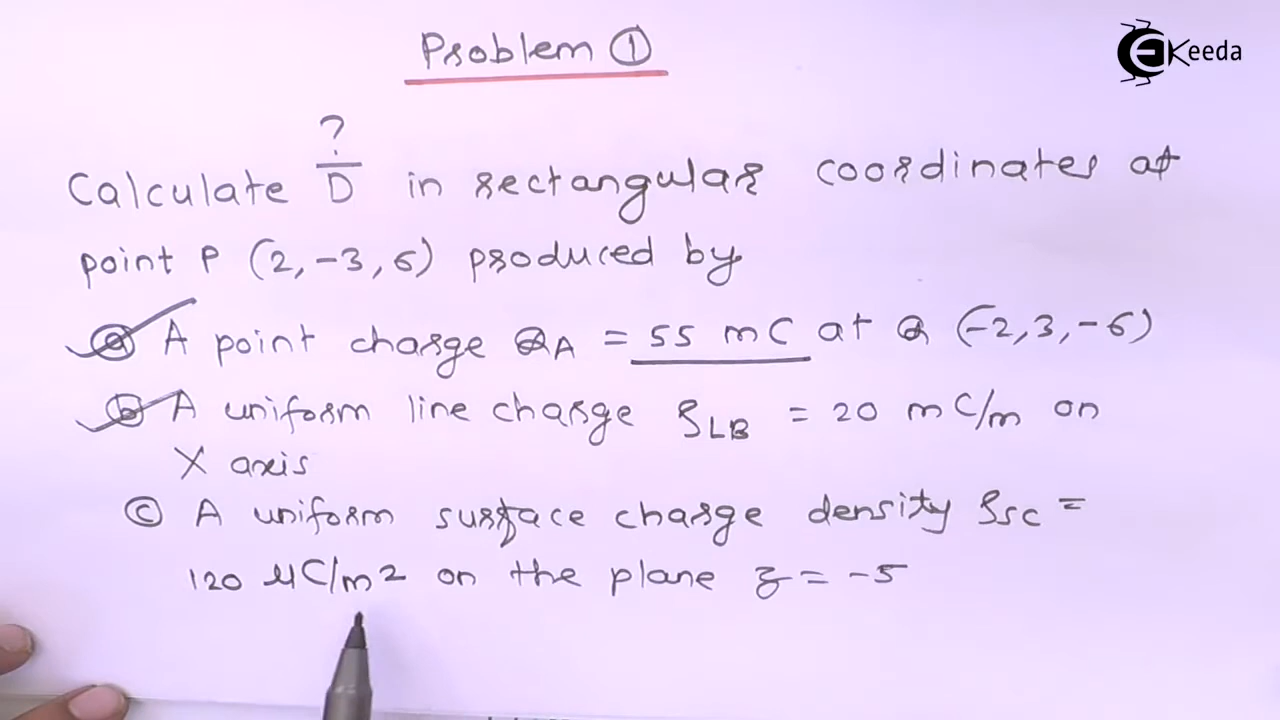 Problem ①
Keeda
?
Calculate D̅ in rectangular coordinates at
point P (2, -3, 6) produced by
ⓐ A point charge QA = 55 mC at Q (-2, 3, -6)
ⓑ A uniform line charge ρLB = 20 mC/m on
X axis
ⓒ A uniform surface charge density ρSC =
120 μC/m2 on the plane z = -5